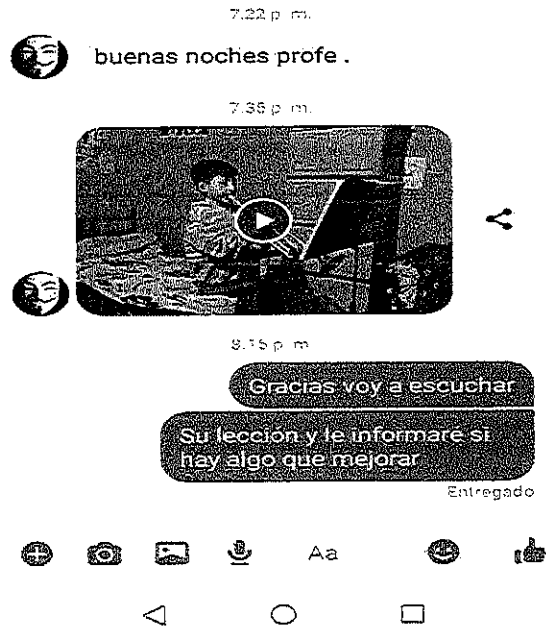 7.22 p. m.
buenas noches profe .
7.35 p. m.
8.15 p. m.
Gracias voy a escuchar
Su lección y le informare si
hay algo que mejorar
Entregado
Aa